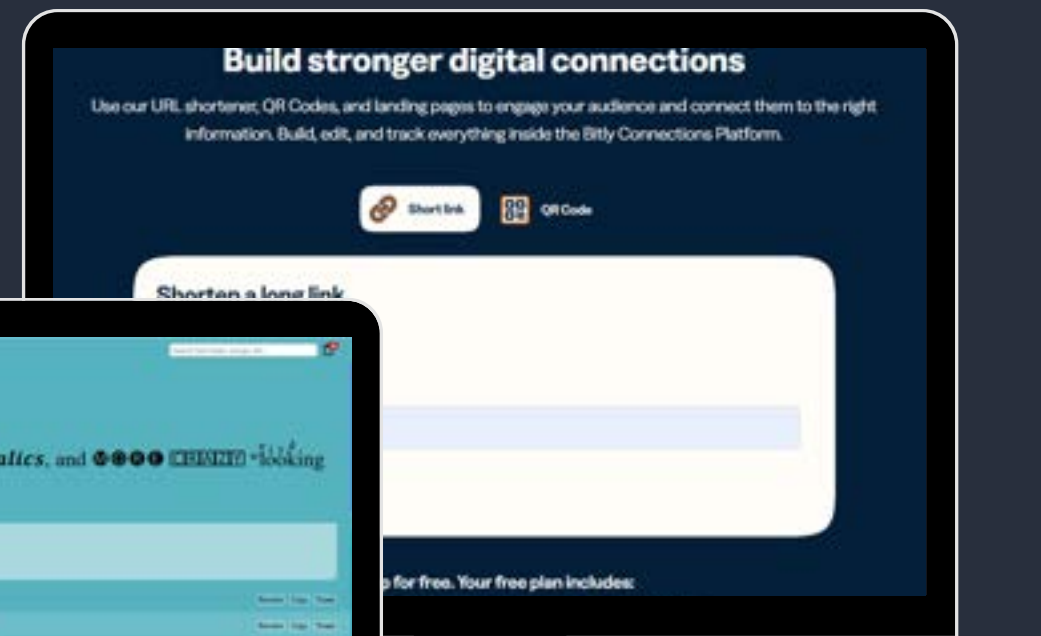 Build stronger digital connections
Use our URL shortener, QR Codes, and landing pages to engage your audience and connect them to the right
information. Build, edit, and track everything inside the Bitly Connections Platform.
Short link
QR Code
Shorten a long link
alics, and MORE CRAZY-looking
p for free. Your free plan includes: